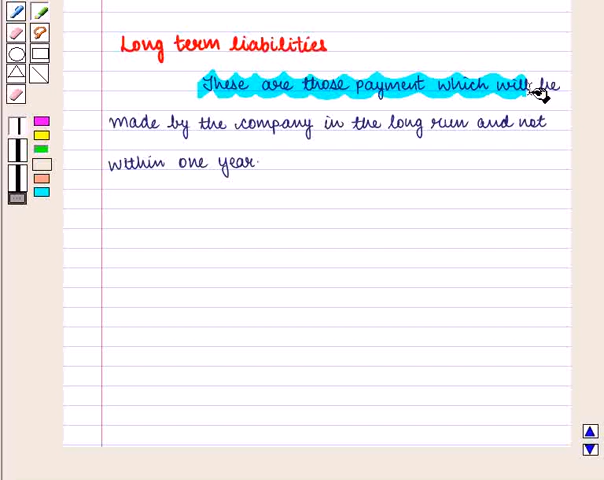 Long term liabilities
These are those payment which will be
made by the company in the long run and not
within one year.